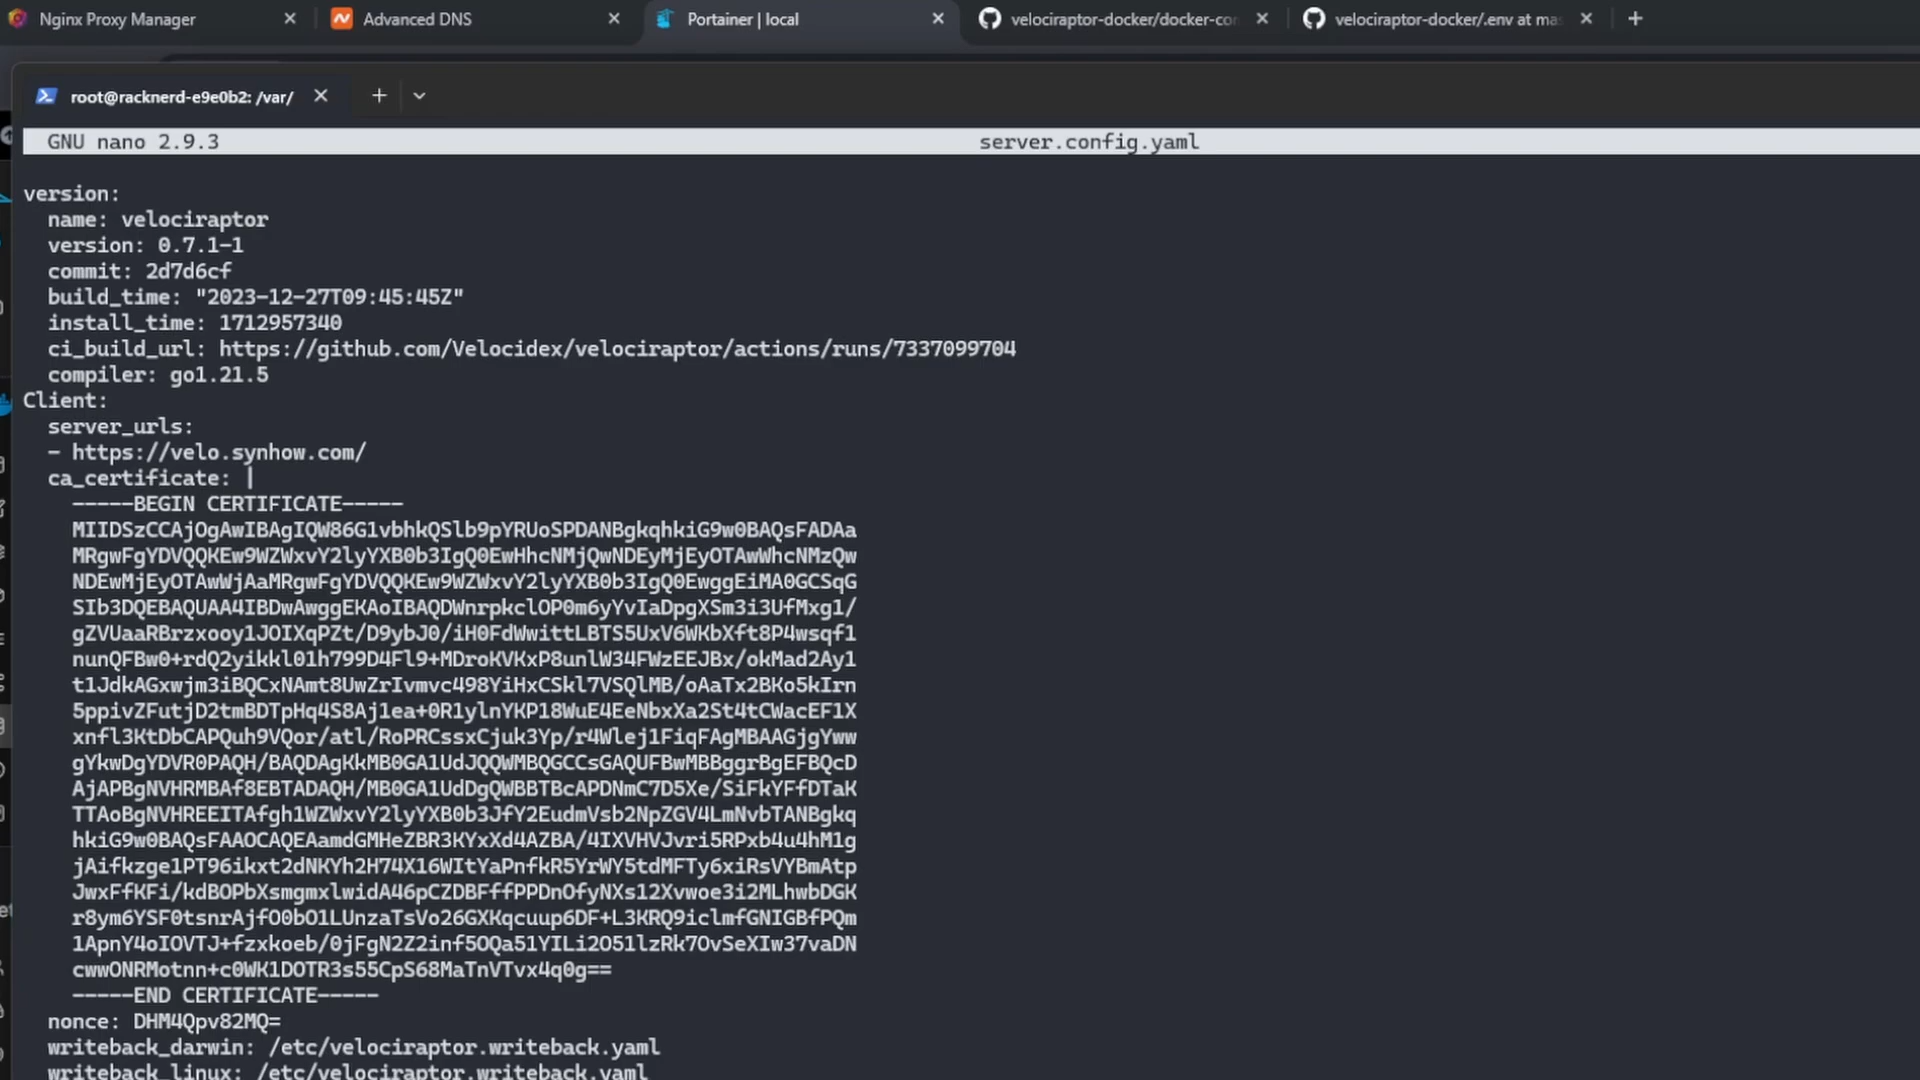 Nginx Proxy Manager
Advanced DNS
Portainer | local
velociraptor-docker/docker-co
velociraptor-docker/.env at ma
root@racknerd-e9e0b2: /var/
GNU nano 2.9.3 server.config.yaml
version:
name: velociraptor
version: 0.7.1-1
commit: 2d7d6cf
build_time: "2023-12-27T09:45:45Z"
install_time: 1712957340
ci_build_url: https://github.com/Velocidex/velociraptor/actions/runs/7337099704
compiler: go1.21.5
Client:
server_urls:
- https://velo.synhow.com/
ca_certificate: |
-----BEGIN CERTIFICATE-----
MIIDSzCCAjOgAwIBAgIQW86G1vbhkQSlb9pYRUoSPDANBgkqhkiG9w0BAQsFADAa
MRgwFgYDVQQKEw9WZWxvY2lyYXB0b3IgQ0EwHhcNMjQwNDEyMjEyOTAwWhcNMzQw
NDEwMjEyOTAwWjAaMRgwFgYDVQQKEw9WZWxvY2lyYXB0b3IgQ0EwggEiMA0GCSqG
SIb3DQEBAQUAA4IBDwAwggEKAoIBAQDWnrpkclOP0m6yYvIaDpgXSm3i3UfMxg1/
gZVUaaRBrzxooy1JOIXqPZt/D9ybJ0/iH0FdWwittLBTS5UxV6WKbXft8P4wsqf1
nunQFBw0+rdQ2yikkl01h799D4Fl9+MDroKVKxP8unlW34FWzEEJBx/okMad2Ay1
t1JdkAGxwjm3iBQCxNAmt8UwZrIvmvc498YiHxCSkl7VSQlMB/oAaTx2BKo5kIrn
5ppivZFutjD2tmBDTpHq4S8Aj1ea+0R1ylnYKP18WuE4EeNbxXa2St4tCWacEF1X
xnfl3KtDbCAPQuh9VQor/atl/RoPRCssxCjuk3Yp/r4Wlej1FiqFAgMBAAGjgYww
gYkwDgYDVR0PAQH/BAQDAgKkMB0GA1UdJQQWMBQGCCsGAQUFBwMBBggrBgEFBQcD
AjAPBgNVHRMBAf8EBTADAQH/MB0GA1UdDgQWBBTBcAPDNmC7D5Xe/SiFkYFfDTaK
TTAoBgNVHREEITAfgh1WZWxvY2lyYXB0b3JfY2EudmVsb2NpZGV4LmNvbTANBgkq
hkiG9w0BAQsFAAOCAQEAamdGMHeZBR3KYxXd4AZBA/4IXVHVJvri5RPxb4u4hM1g
jAifkzge1PT96ikxt2dNKYh2H74X16WItYaPnfkR5YrWY5tdMFTy6xiRsVYBmAtp
JwxFfKFi/kdBOPbXsmgmxlwidA46pCZDBFffPPDnOfyNXs12Xvwoe3i2MLhwbDGK
r8ym6YSF0tsnrAjfO0bO1LUnzaTsVo26GXKqcuup6DF+L3KRQ9iclmfGNIGBfPQm
1ApnY4oIOVTJ+fzxkoeb/0jFgN2Z2inf5OQa51YILi2O51lzRk7OvSeXIw37vaDN
cwwONRMotnn+c0WK1DOTR3s55CpS68MaTnVTvx4q0g==
-----END CERTIFICATE-----
nonce: DHM4Qpv82MQ=
writeback_darwin: /etc/velociraptor.writeback.yaml
writeback_linux: /etc/velociraptor.writeback.yaml